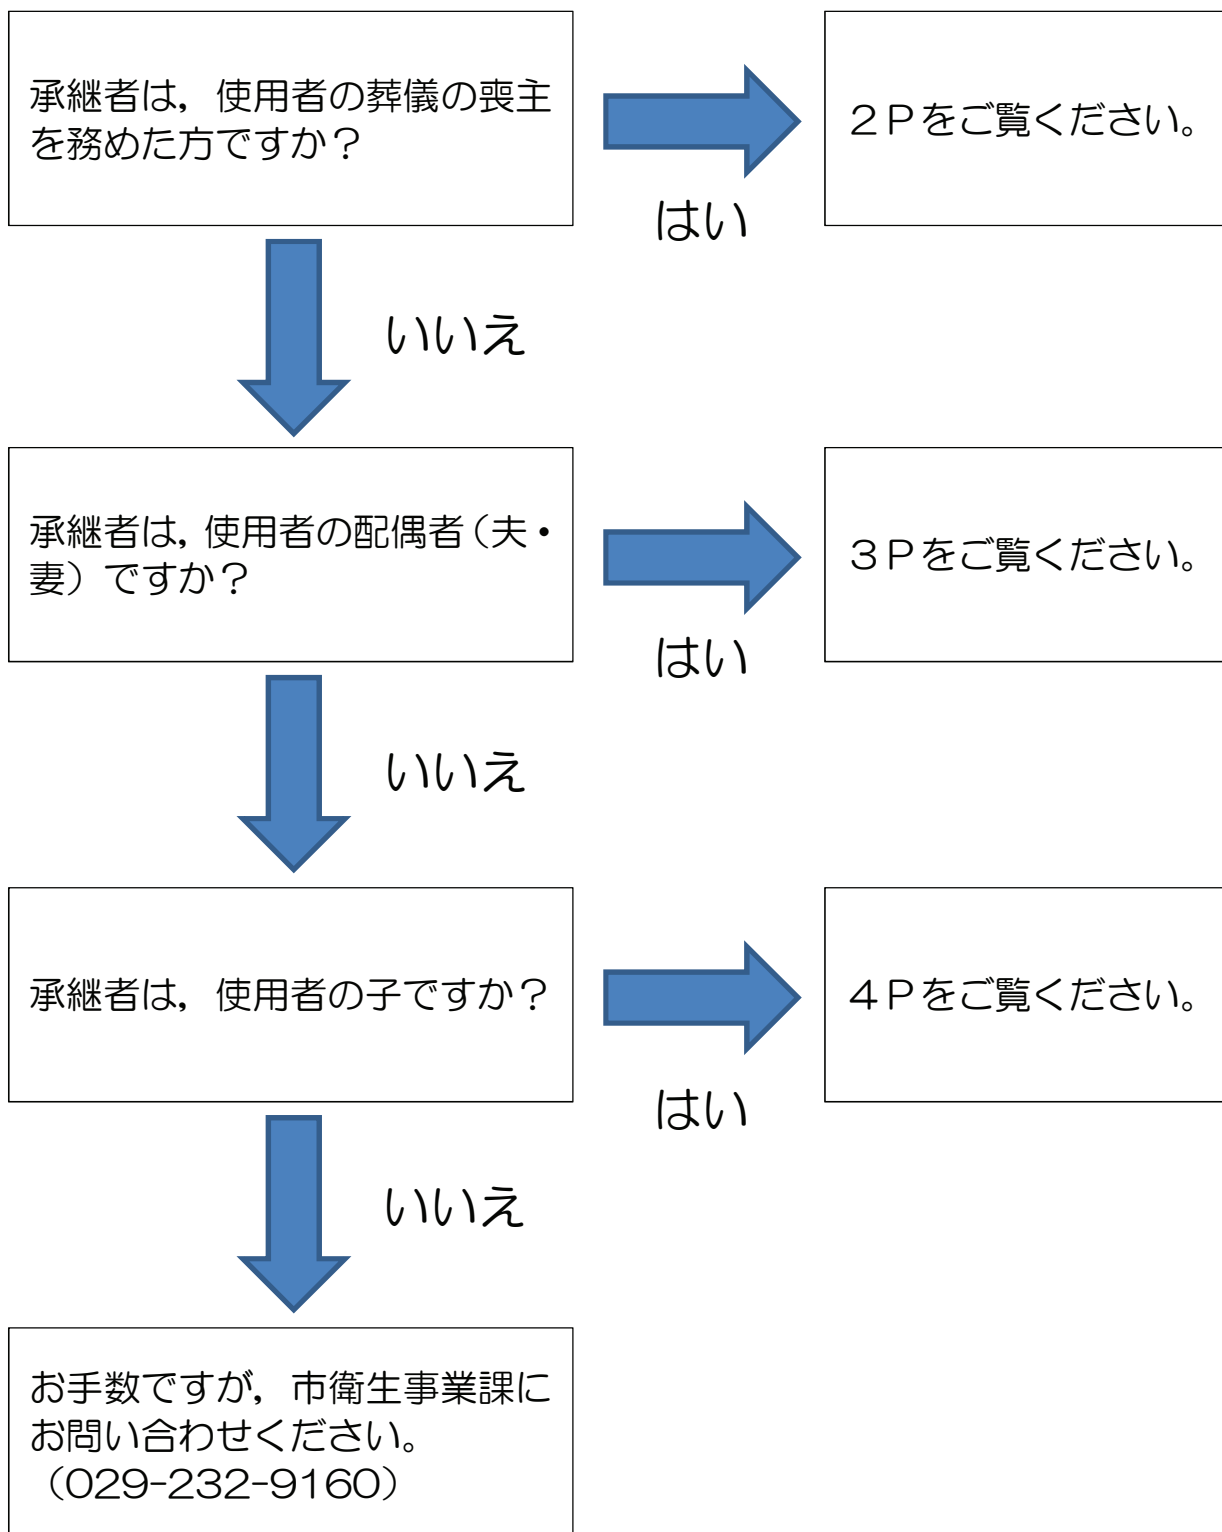 承継者は，使用者の葬儀の喪主
を務めた方ですか？
２Ｐをご覧ください。
はい
いいえ
承継者は，使用者の配偶者（夫・
妻）ですか？
３Ｐをご覧ください。
はい
いいえ
承継者は，使用者の子ですか？
４Ｐをご覧ください。
はい
いいえ
お手数ですが，市衛生事業課に
お問い合わせください。
（029-232-9160）